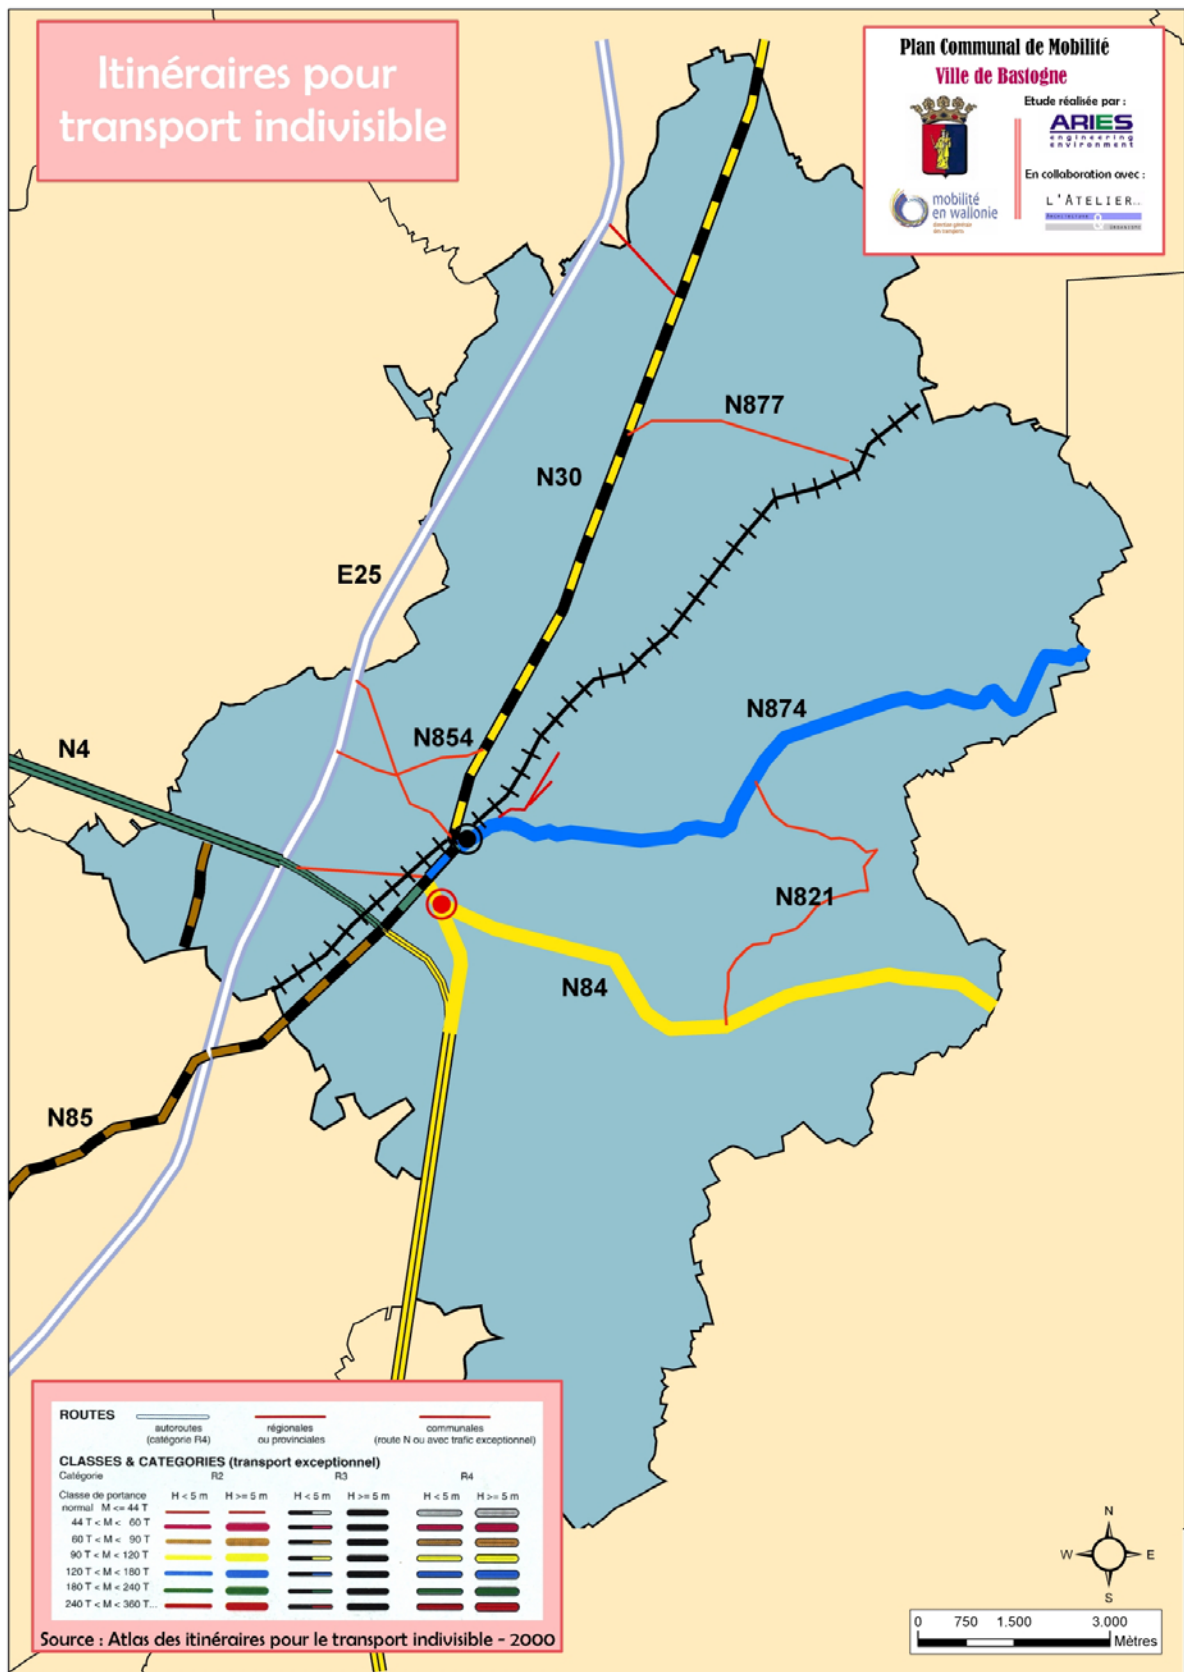 Itinéraires pour
transport indivisible
Plan Communal de Mobilité
Ville de Bastogne
Etude réalisée par :
ARIES
engineering
environment
En collaboration avec :
mobilité
en wallonie
L'ATELIER
N877
N30
E25
N874
N854
N4
N821
N84
N85
ROUTES
autoroutes
(catégorie R4)
régionales
ou provinciales
communales
(route N ou avec trafic exceptionnel)
CLASSES & CATEGORIES (transport exceptionnel)
Catégorie R2 R3 R4
Classe de portance H < 5 m H >= 5 m H < 5 m H >= 5 m H < 5 m H >= 5 m
normal M <= 44 T
44 T < M < 60 T
60 T < M < 90 T
90 T < M < 120 T
120 T < M < 180 T
180 T < M < 240 T
240 T < M < 360 T...
Source : Atlas des itinéraires pour le transport indivisible - 2000
N
W E
S
0 750 1.500 3.000
Mètres